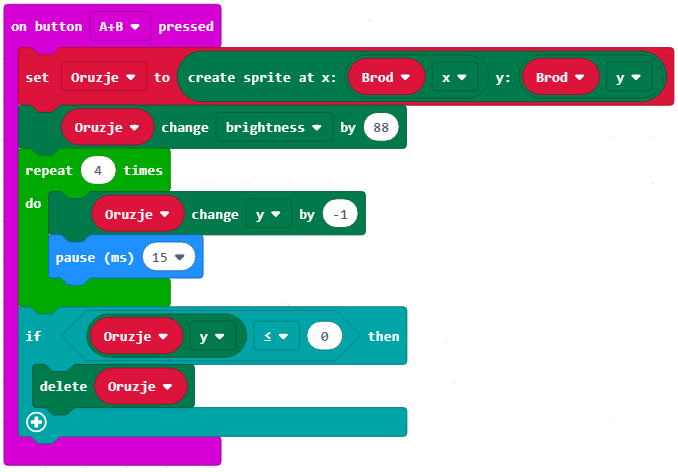 on button A+B pressed
set Oruzje to create sprite at x: Brod x y: Brod y
Oruzje change brightness by 88
repeat 4 times
do Oruzje change y by -1
pause (ms) 15
if Oruzje y ≤ 0 then
delete Oruzje